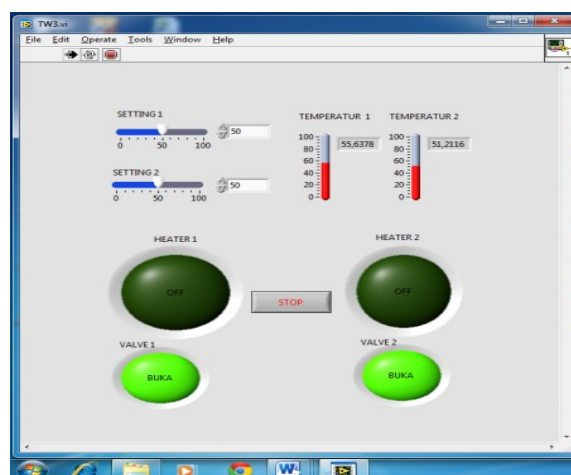 TW3.vi
File Edit Operate Tools Window Help
1
SETTING 1
50
0 50 100
SETTING 2
50
0 50 100
TEMPERATUR 1 TEMPERATUR 2
100 55,6378 100 51,2116
80 80
60 60
40 40
20 20
0 0
HEATER 1 HEATER 2
OFF OFF
STOP
VALVE 1 VALVE 2
BUKA BUKA